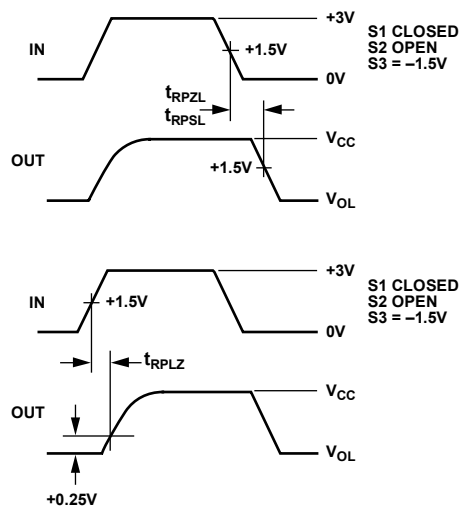 IN
+3V
S1 CLOSED
S2 OPEN
S3 = –1.5V
+1.5V
0V
tRPZL
tRPSL
OUT
VCC
+1.5V
VOL
IN
+3V
S1 CLOSED
S2 OPEN
S3 = –1.5V
+1.5V
0V
tRPLZ
OUT
VCC
VOL
+0.25V